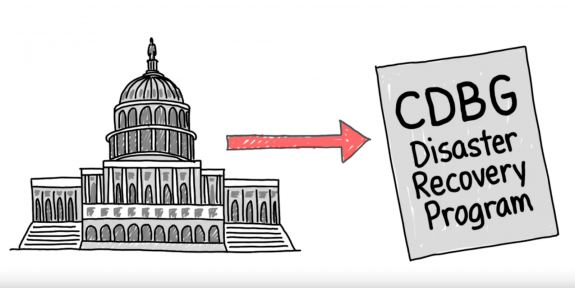 CDBG
Disaster
Recovery
Program